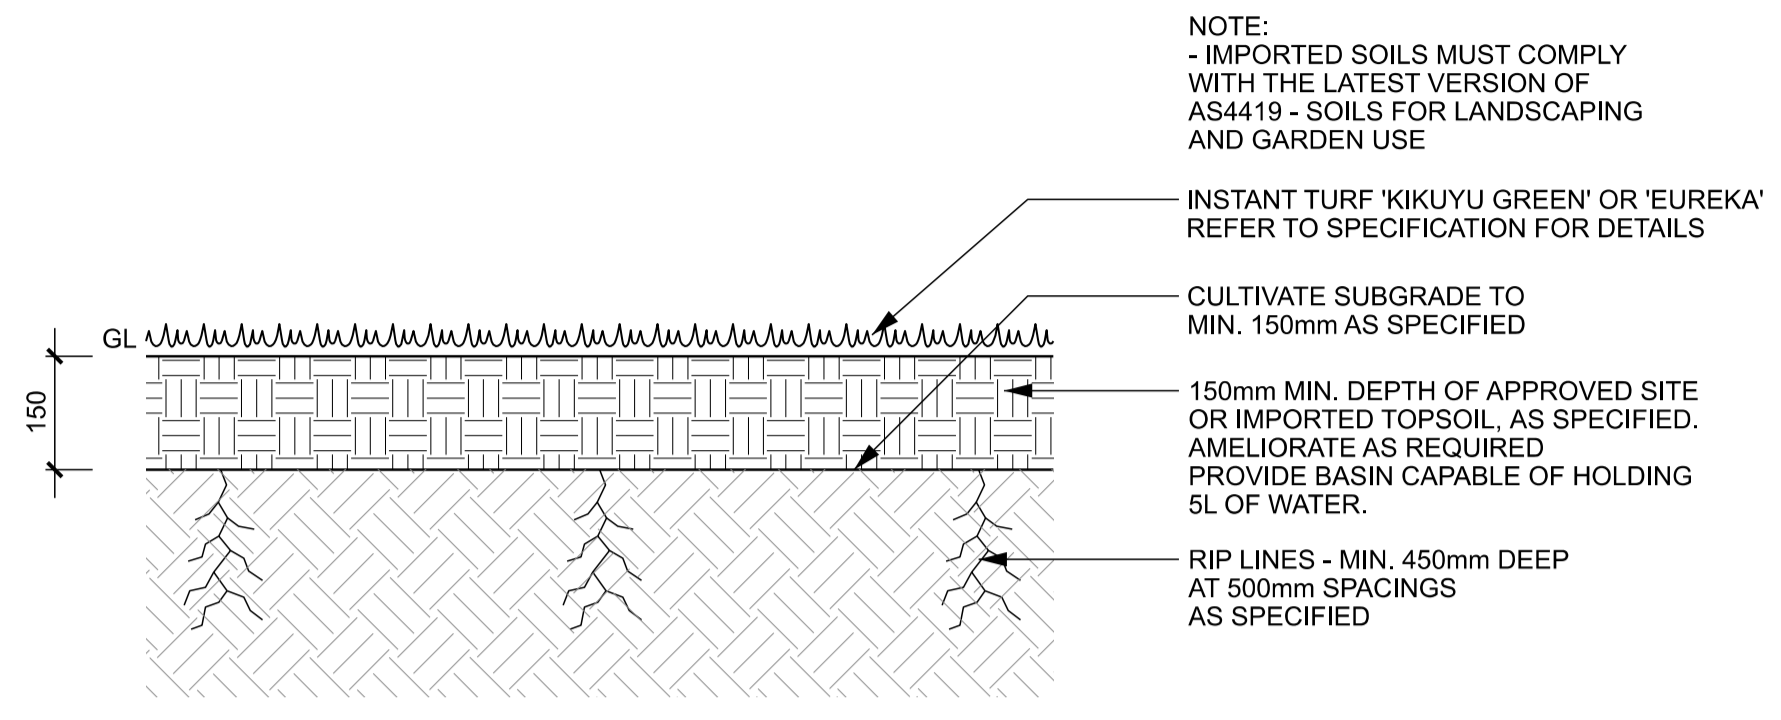 NOTE:
- IMPORTED SOILS MUST COMPLY
WITH THE LATEST VERSION OF
AS4419 - SOILS FOR LANDSCAPING
AND GARDEN USE
INSTANT TURF 'KIKUYU GREEN' OR 'EUREKA'
REFER TO SPECIFICATION FOR DETAILS
CULTIVATE SUBGRADE TO
MIN. 150mm AS SPECIFIED
GL
150
150mm MIN. DEPTH OF APPROVED SITE
OR IMPORTED TOPSOIL, AS SPECIFIED.
AMELIORATE AS REQUIRED
PROVIDE BASIN CAPABLE OF HOLDING
5L OF WATER.
RIP LINES - MIN. 450mm DEEP
AT 500mm SPACINGS
AS SPECIFIED